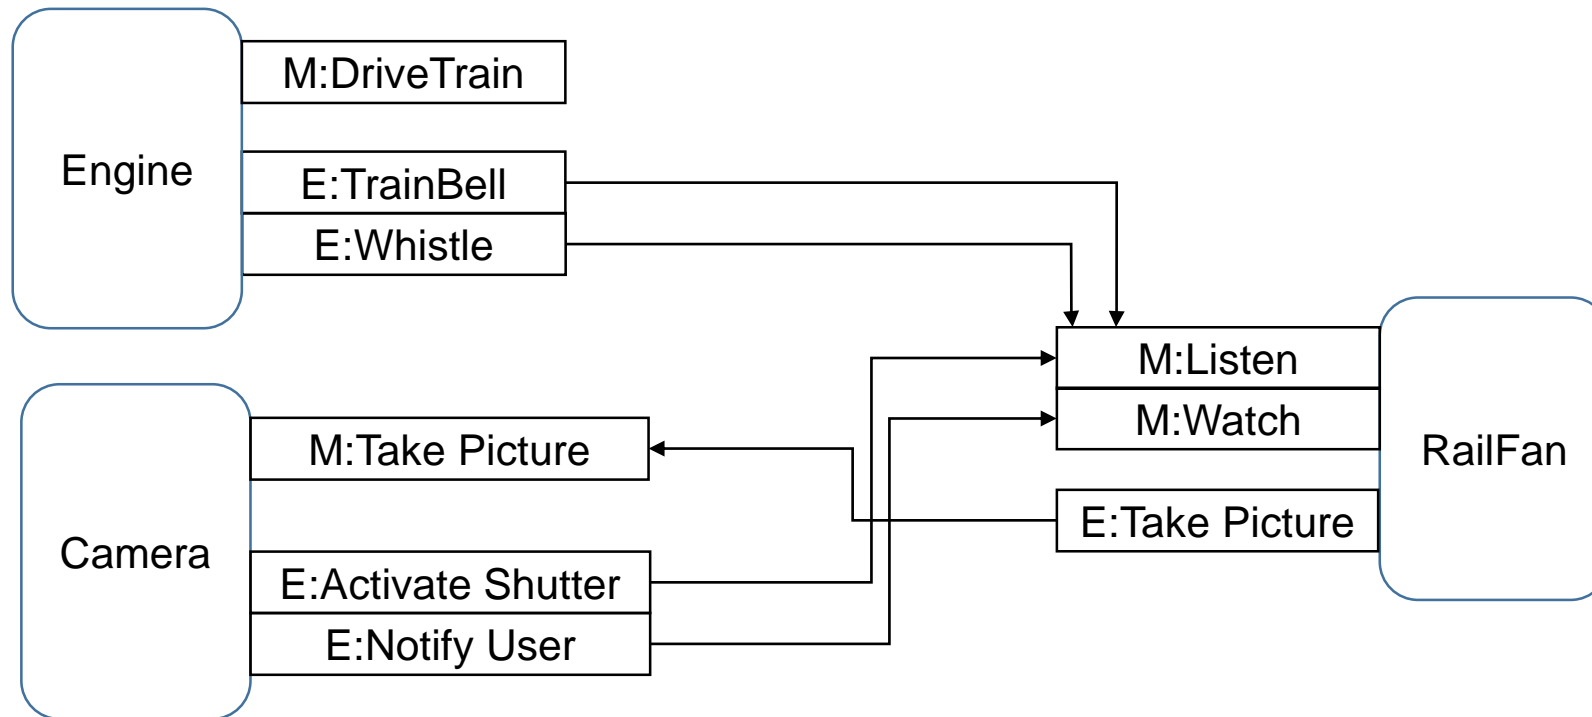 Engine
M:DriveTrain
E:TrainBell
E:Whistle
Camera
M:Take Picture
E:Activate Shutter
E:Notify User
M:Listen
M:Watch
E:Take Picture
RailFan